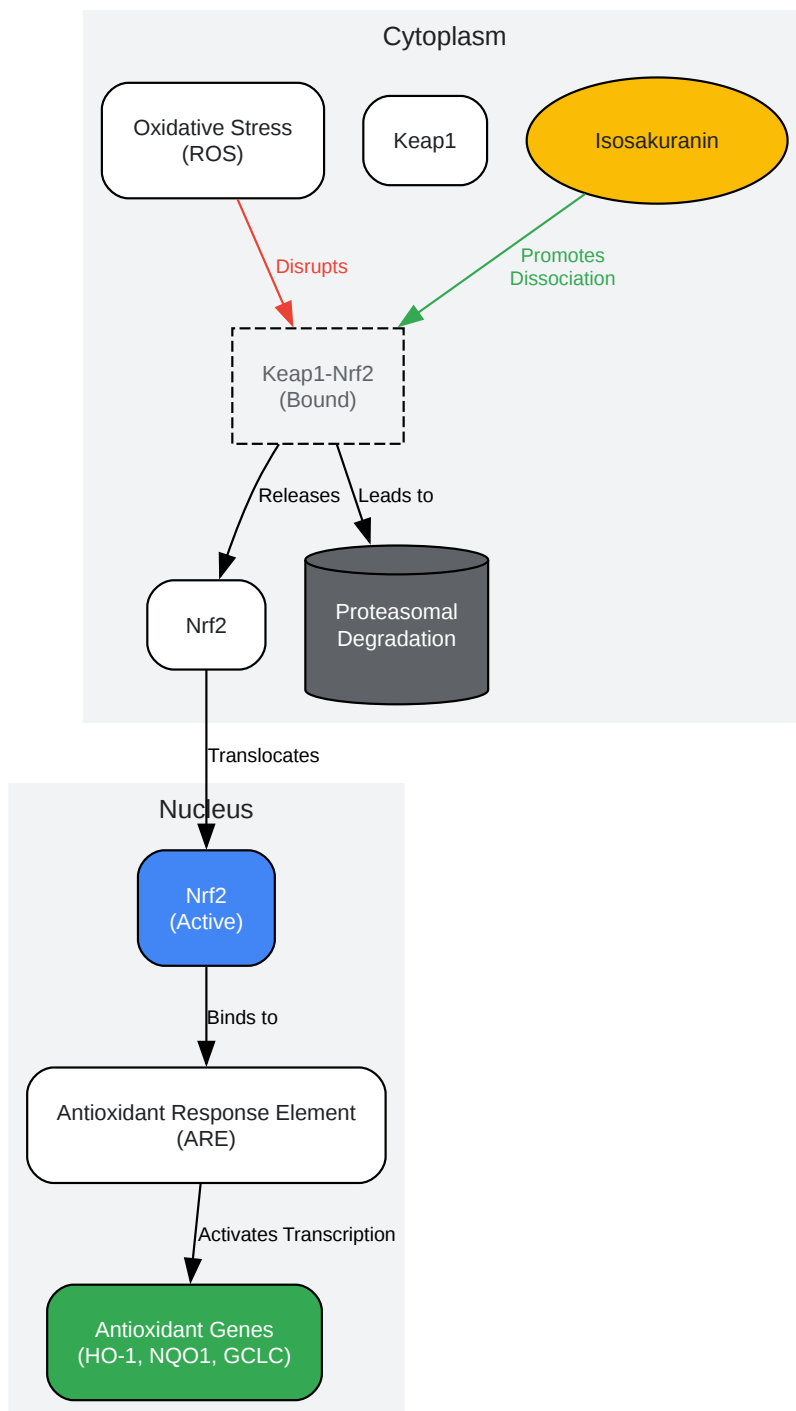 Cytoplasm
Oxidative Stress
(ROS)
Keap1
Isosakuranin
Disrupts
Promotes
Dissociation
Keap1-Nrf2
(Bound)
Releases
Leads to
Nrf2
Proteasomal
Degradation
Translocates
Nucleus
Nrf2
(Active)
Binds to
Antioxidant Response Element
(ARE)
Activates Transcription
Antioxidant Genes
(HO-1, NQO1, GCLC)